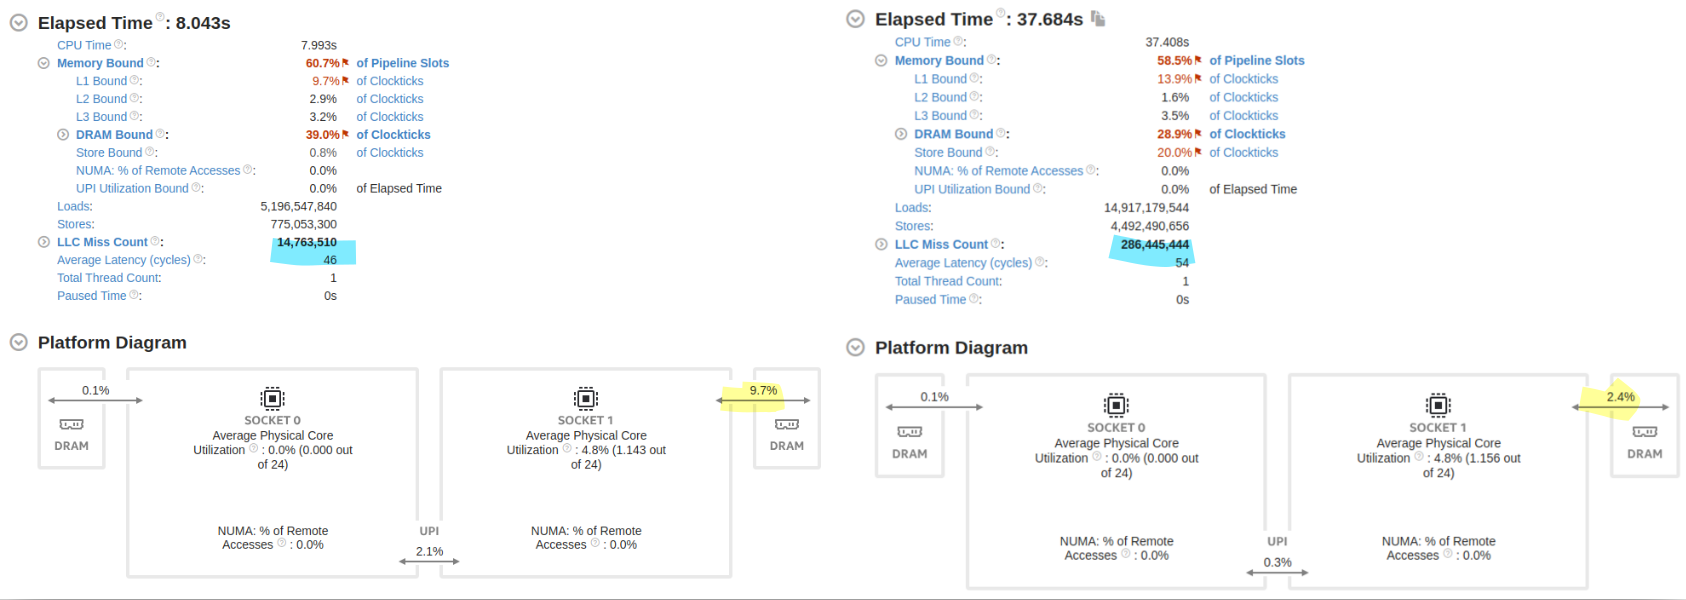 Elapsed Time ?: 8.043s
CPU Time ?: 7.993s
Memory Bound ?: 60.7% of Pipeline Slots
L1 Bound ?: 9.7% of Clockticks
L2 Bound ?: 2.9% of Clockticks
L3 Bound ?: 3.2% of Clockticks
DRAM Bound ?: 39.0% of Clockticks
Store Bound ?: 0.8% of Clockticks
NUMA: % of Remote Accesses ?: 0.0%
UPI Utilization Bound ?: 0.0% of Elapsed Time
Loads: 5,196,547,840
Stores: 775,053,300
LLC Miss Count ?: 14,763,510
Average Latency (cycles) ?: 46
Total Thread Count: 1
Paused Time ?: 0s
Platform Diagram
0.1%
DRAM
SOCKET 0
Average Physical Core
Utilization ? : 0.0% (0.000 out
of 24)
NUMA: % of Remote
Accesses ? : 0.0%
UPI
2.1%
SOCKET 1
Average Physical Core
Utilization ? : 4.8% (1.143 out
of 24)
NUMA: % of Remote
Accesses ? : 0.0%
9.7%
DRAM
Elapsed Time ?: 37.684s
CPU Time ?: 37.408s
Memory Bound ?: 58.5% of Pipeline Slots
L1 Bound ?: 13.9% of Clockticks
L2 Bound ?: 1.6% of Clockticks
L3 Bound ?: 3.5% of Clockticks
DRAM Bound ?: 28.9% of Clockticks
Store Bound ?: 20.0% of Clockticks
NUMA: % of Remote Accesses ?: 0.0%
UPI Utilization Bound ?: 0.0% of Elapsed Time
Loads: 14,917,179,544
Stores: 4,492,490,656
LLC Miss Count ?: 286,445,444
Average Latency (cycles) ?: 54
Total Thread Count: 1
Paused Time ?: 0s
Platform Diagram
0.1%
DRAM
SOCKET 0
Average Physical Core
Utilization ? : 0.0% (0.000 out
of 24)
NUMA: % of Remote
Accesses ? : 0.0%
UPI
0.3%
SOCKET 1
Average Physical Core
Utilization ? : 4.8% (1.156 out
of 24)
NUMA: % of Remote
Accesses ? : 0.0%
2.4%
DRAM